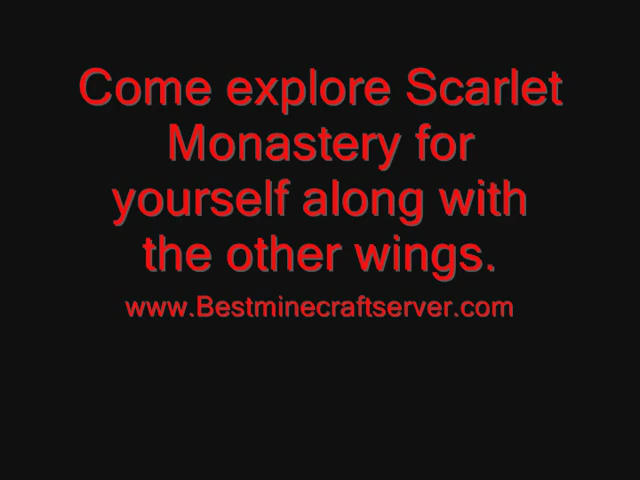 Come explore Scarlet
Monastery for
yourself along with
the other wings.
www.Bestminecraftserver.com